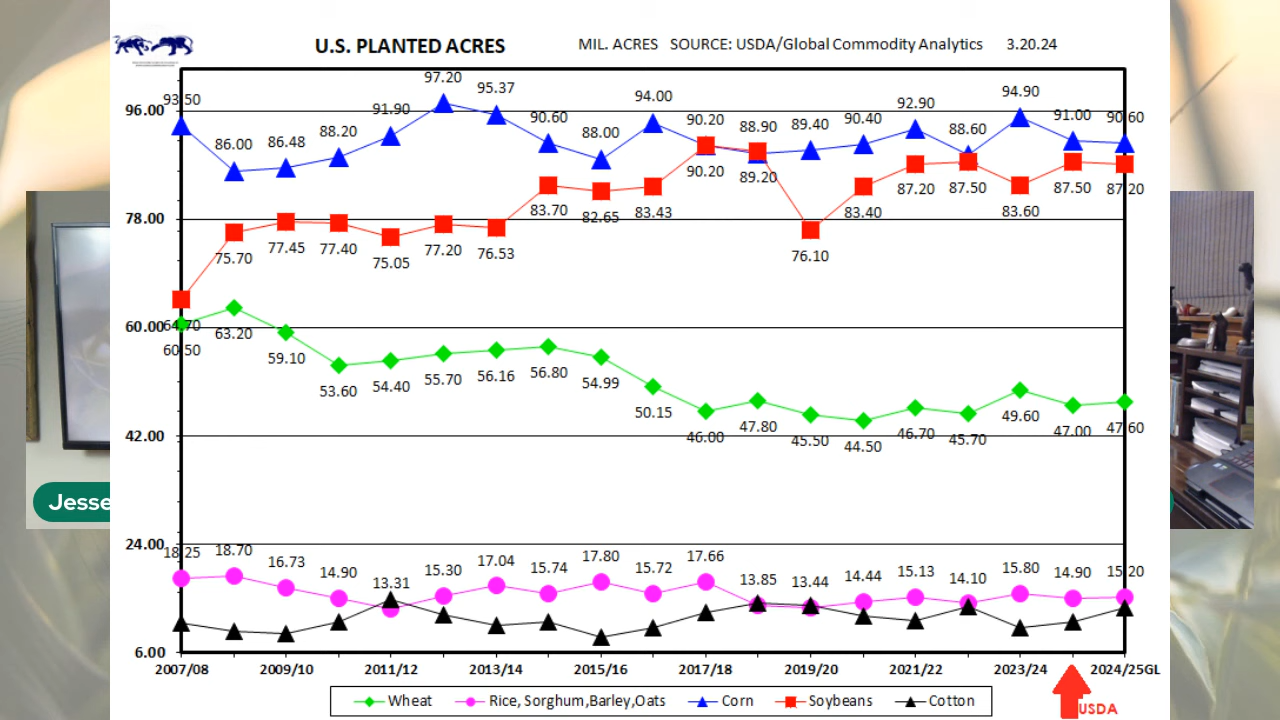 U.S. PLANTED ACRES
MIL. ACRES SOURCE: USDA/Global Commodity Analytics 3.20.24
97.20
95.37
93.50 94.00 94.90
96.00 91.90 92.90
90.60 90.20 91.00 90.60
88.20 88.00 88.90 89.40 90.40 88.60
86.00 86.48
90.20 89.20
87.20 87.50 87.50 87.20
83.70 82.65 83.43 83.40 83.60
78.00
75.70 77.45 77.40 75.05 77.20 76.53 76.10
60.00 64.70
63.20
60.50 59.10
53.60 54.40 55.70 56.16 56.80 54.99
50.15 49.60
46.00 47.80 45.50 44.50 46.70 45.70 47.00 47.60
42.00
Jesse
24.00
18.25 18.70 16.73 14.90 13.31 15.30 17.04 15.74 17.80 15.72 17.66 13.85 13.44 14.44 15.13 14.10 15.80 14.90 15.20
6.00
2007/08 2009/10 2011/12 2013/14 2015/16 2017/18 2019/20 2021/22 2023/24 2024/25GL
Wheat Rice, Sorghum,Barley,Oats Corn Soybeans Cotton
USDA